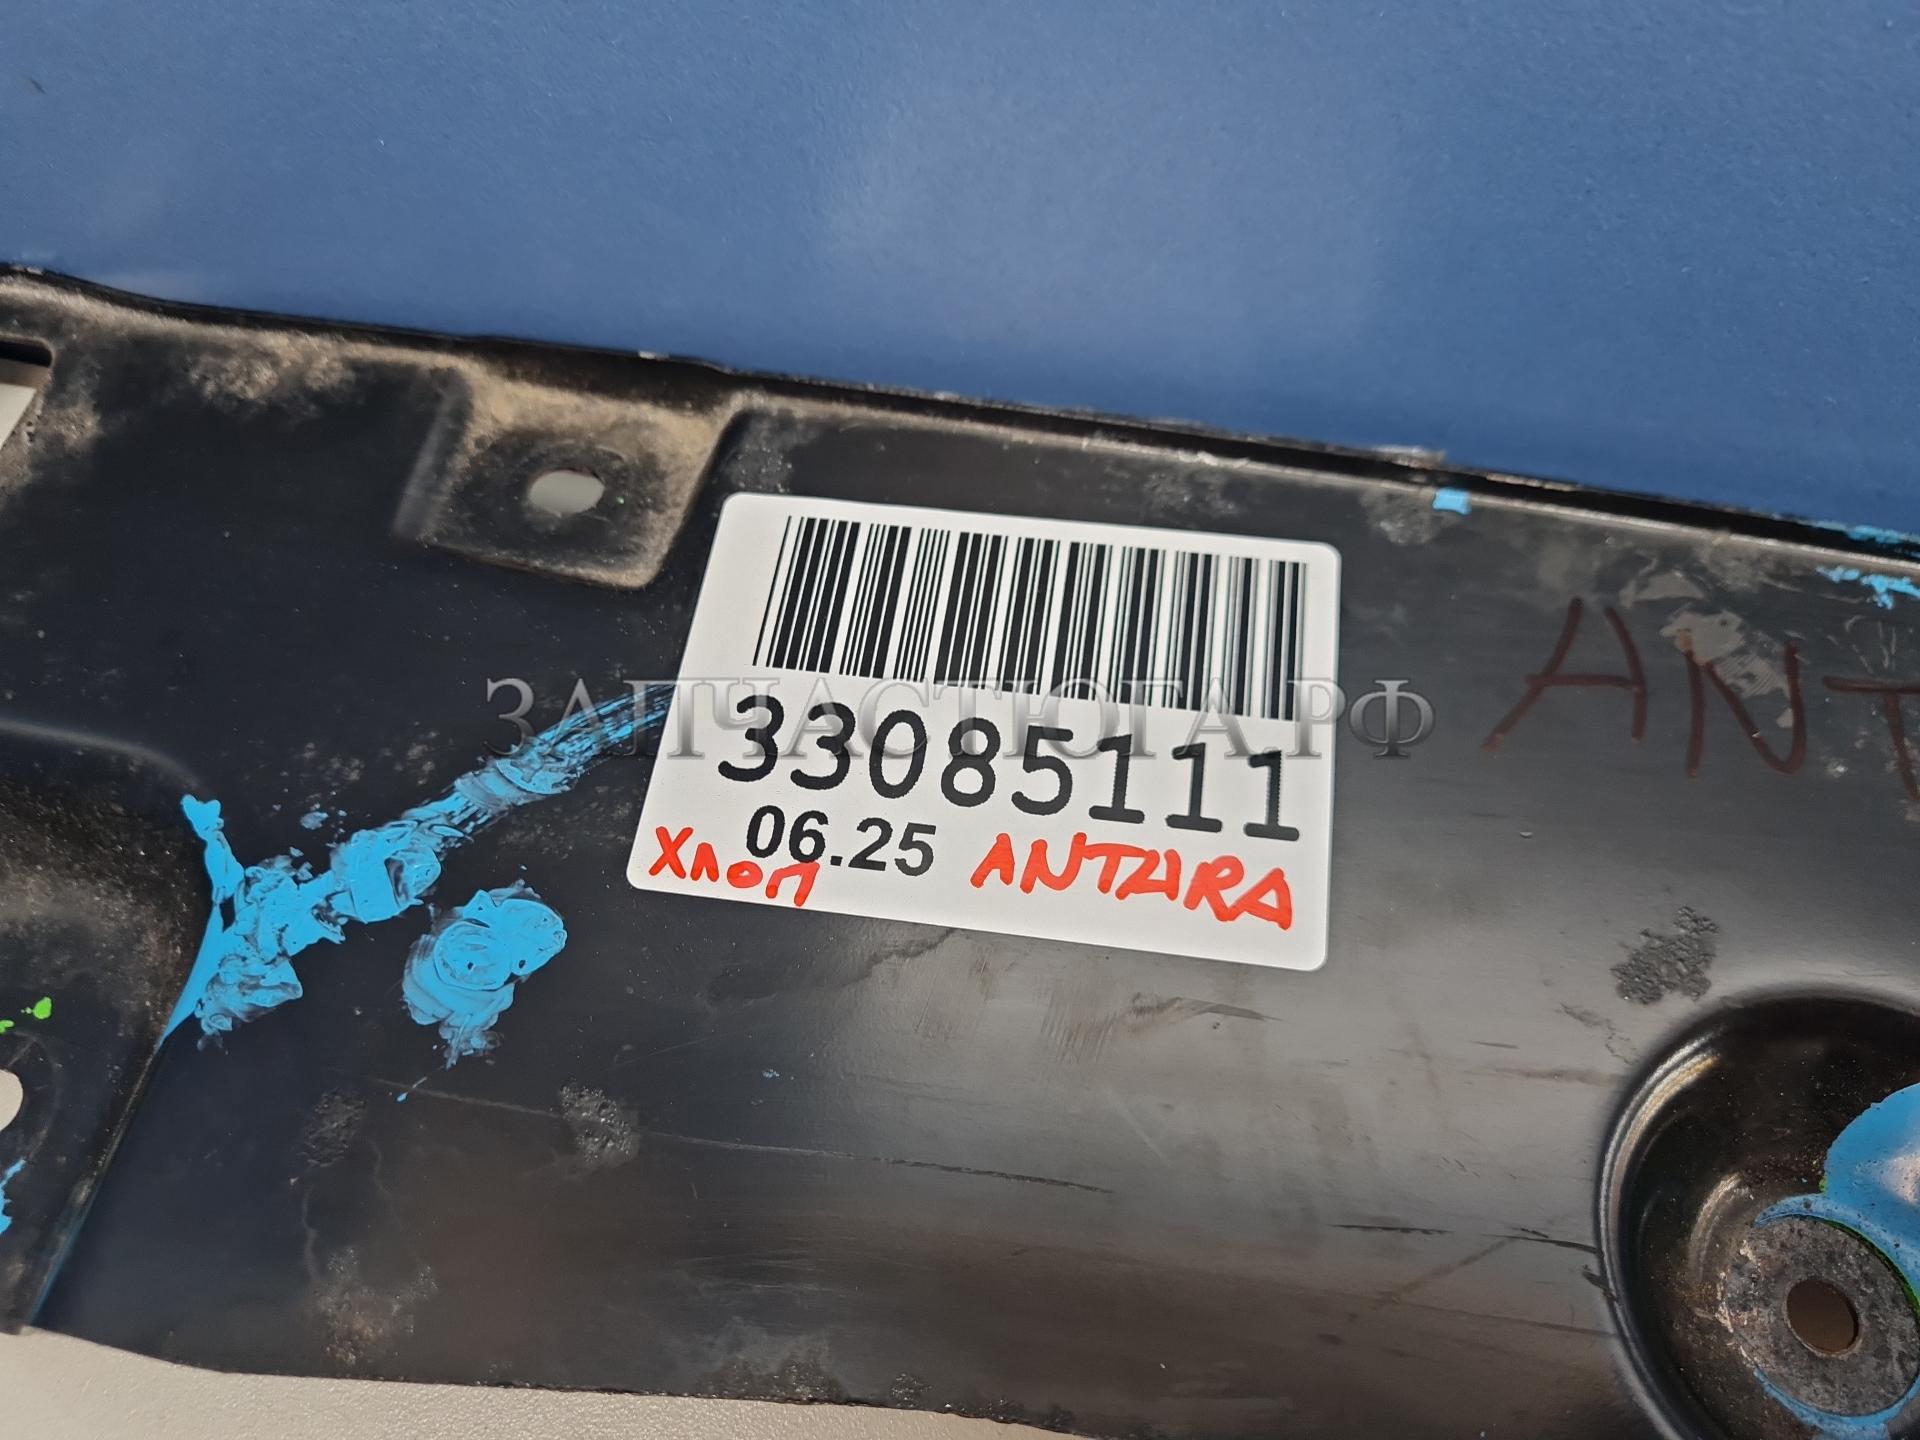 ЗАПЧАСТЮГА.РФ
33085111
06.25
Хлоп ANTARA
ANT